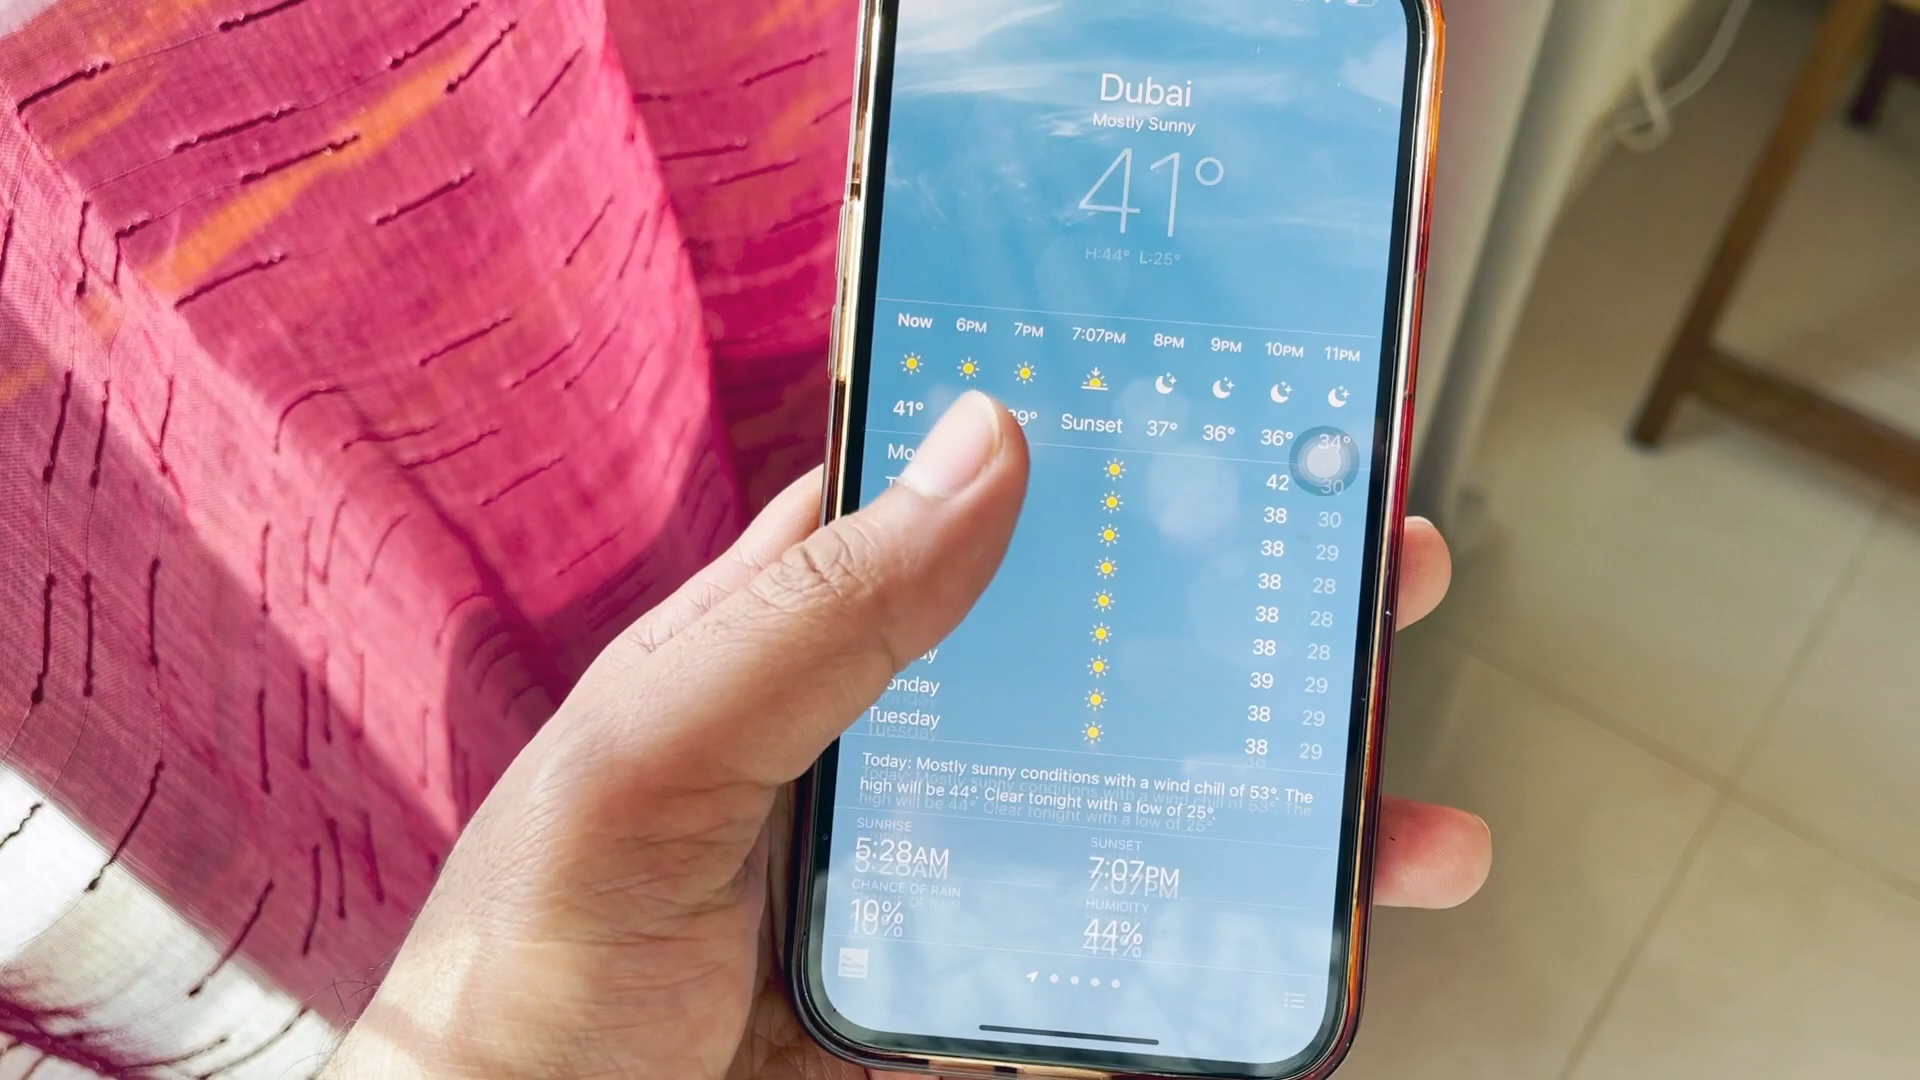 Dubai
Mostly Sunny
41°
H:44° L:25°
Now 6PM 7PM 7:07PM 8PM 9PM 10PM 11PM
41° 39° Sunset 37° 36° 36° 34°
42 30
38 30
38 29
38 28
38 28
38 28
39 29
onday 38 29
Tuesday 38 29
Today: Mostly sunny conditions with a wind chill of 53°. The
high will be 44°. Clear tonight with a low of 25°.
SUNRISE SUNSET
5:28AM 7:07PM
CHANCE OF RAIN HUMIDITY
10% 44%